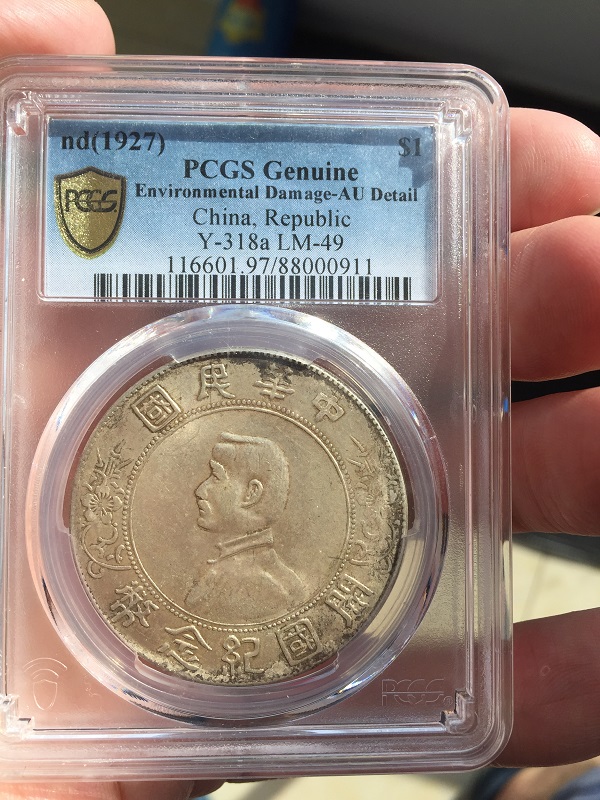 nd(1927) $1
PCGS Genuine
PCGS
Environmental Damage-AU Detail
China, Republic
Y-318a LM-49
116601.97/88000911
中華民國
開國紀念幣
PCGS